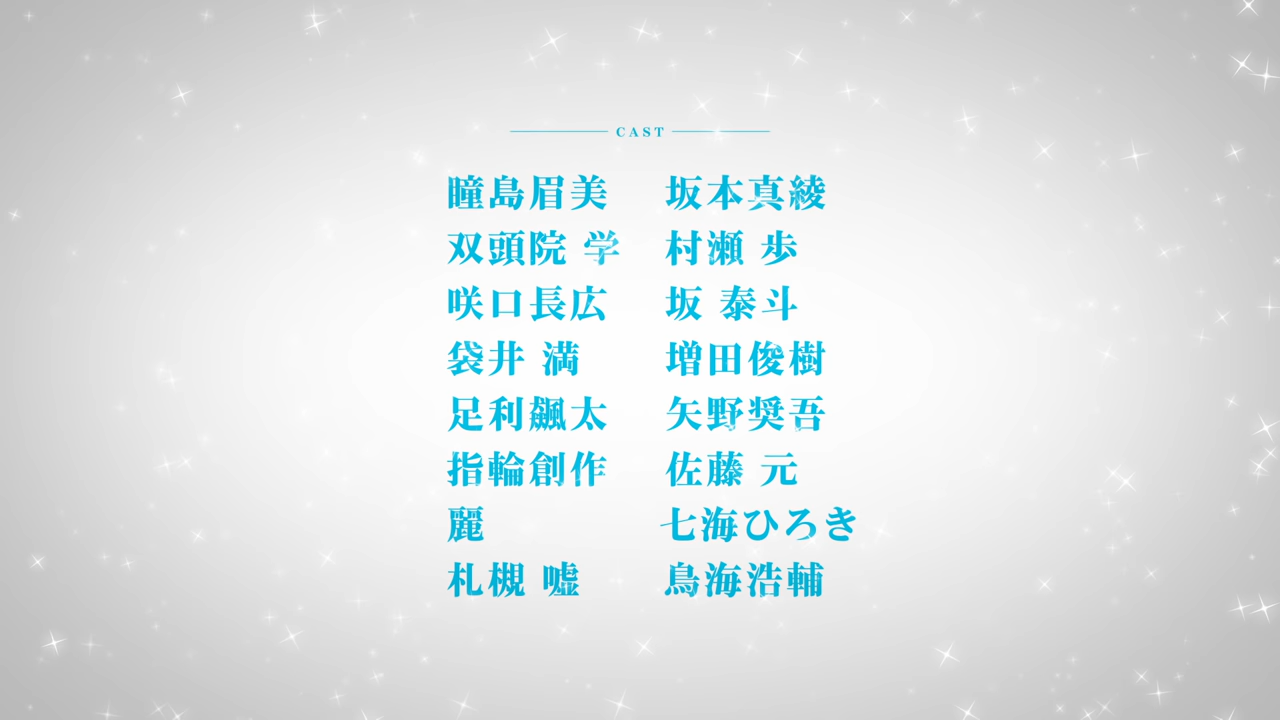 CAST
瞳島眉美 坂本真綾
双頭院 学 村瀬 歩
咲口長広 坂 泰斗
袋井 満 増田俊樹
足利飆太 矢野奨吾
指輪創作 佐藤 元
麗 七海ひろき
札槻 嘘 鳥海浩輔